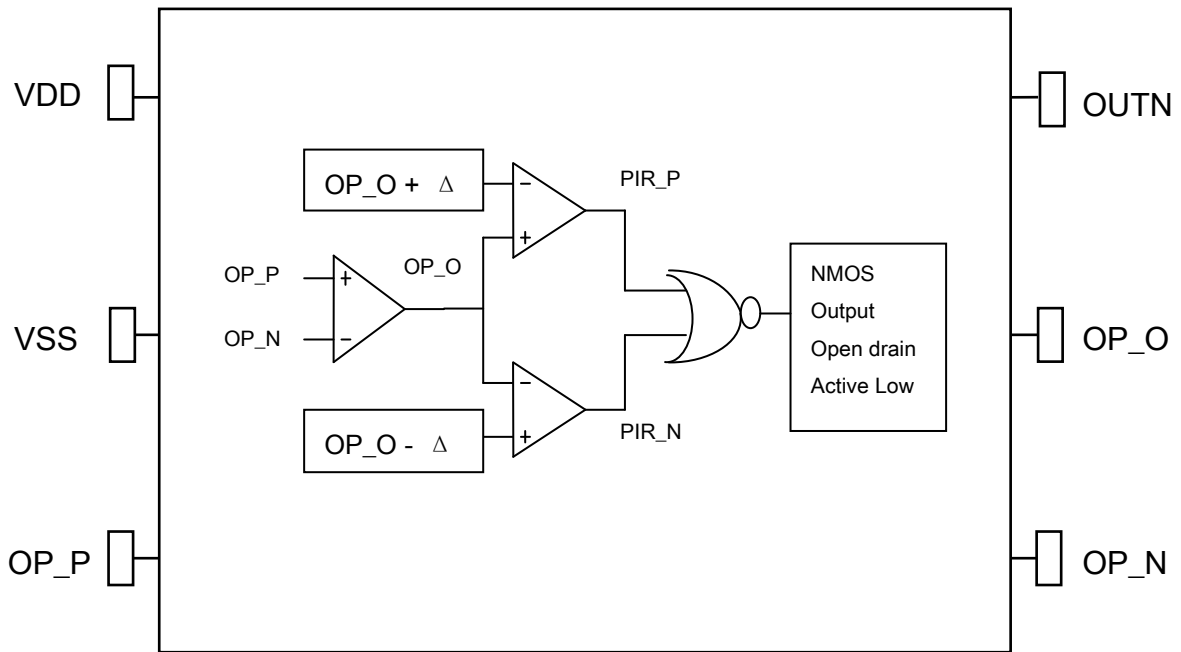 VDD
OUTN
OP_O + Δ
−
PIR_P
+
OP_P
+
OP_O
OP_N
−
NMOS
Output
Open drain
Active Low
VSS
OP_O
−
OP_O - Δ
+
PIR_N
OP_P
OP_N